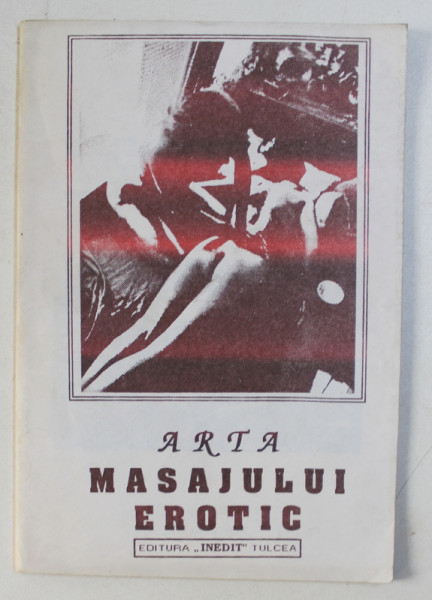 ARTA
MASAJULUI
EROTIC
EDITURA „INEDIT" TULCEA